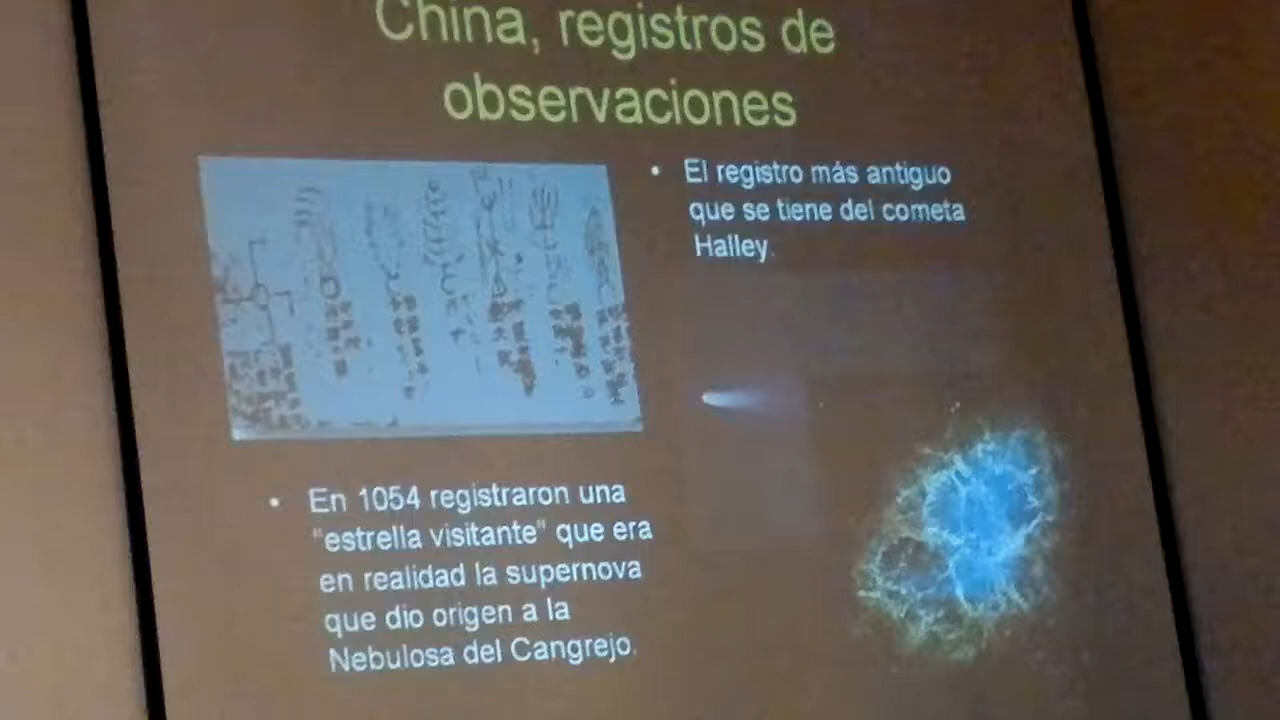 China, registros de
observaciones
• El registro más antiguo
que se tiene del cometa
Halley.
• En 1054 registraron una
"estrella visitante" que era
en realidad la supernova
que dio origen a la
Nebulosa del Cangrejo.